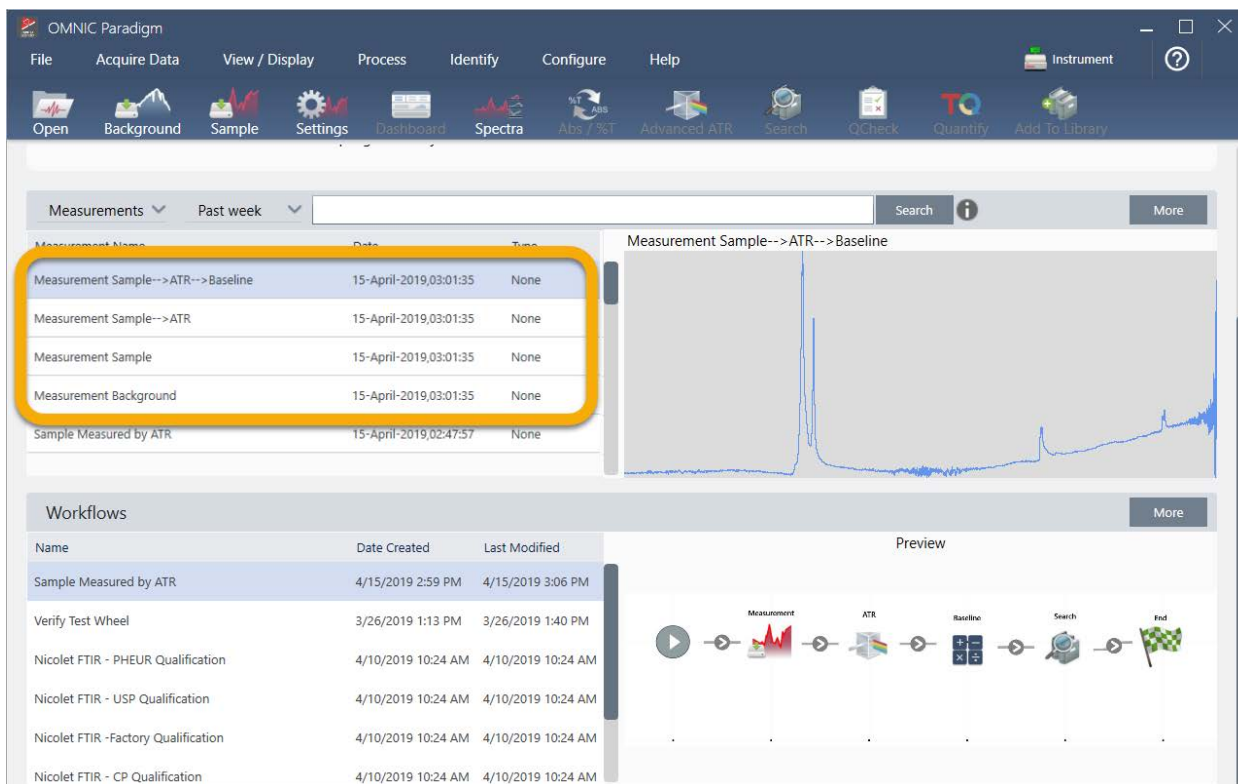 OMNIC Paradigm
File Acquire Data View / Display Process Identify Configure Help Instrument ?
%T ABS TQ
Open Background Sample Settings Dashboard Spectra Abs / %T Advanced ATR Search QCheck Quantify Add To Library
Measurements Past week Search i More
Measurement Name Date Type Measurement Sample-->ATR-->Baseline
Measurement Sample-->ATR-->Baseline 15-April-2019,03:01:35 None
Measurement Sample-->ATR 15-April-2019,03:01:35 None
Measurement Sample 15-April-2019,03:01:35 None
Measurement Background 15-April-2019,03:01:35 None
Sample Measured by ATR 15-April-2019,02:47:57 None
Workflows More
Name Date Created Last Modified Preview
Sample Measured by ATR 4/15/2019 2:59 PM 4/15/2019 3:06 PM
Measurement ATR Baseline Search End
Verify Test Wheel 3/26/2019 1:13 PM 3/26/2019 1:40 PM
Nicolet FTIR - PHEUR Qualification 4/10/2019 10:24 AM 4/10/2019 10:24 AM
Nicolet FTIR - USP Qualification 4/10/2019 10:24 AM 4/10/2019 10:24 AM
Nicolet FTIR -Factory Qualification 4/10/2019 10:24 AM 4/10/2019 10:24 AM
Nicolet FTIR - CP Qualification 4/10/2019 10:24 AM 4/10/2019 10:24 AM